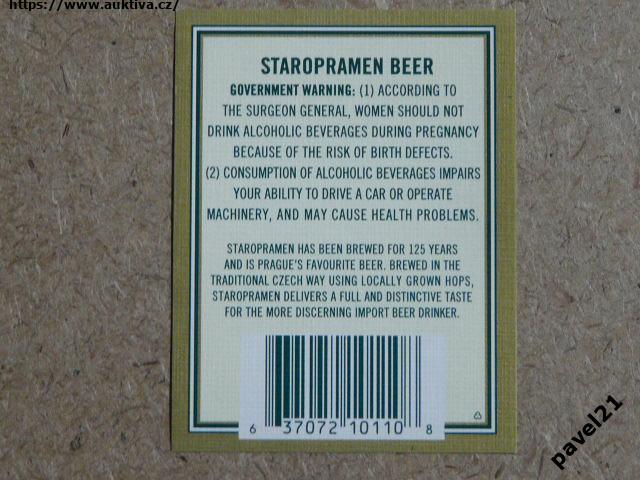 https://www.auktiva.cz/
STAROPRAMEN BEER
GOVERNMENT WARNING: (1) ACCORDING TO
THE SURGEON GENERAL, WOMEN SHOULD NOT
DRINK ALCOHOLIC BEVERAGES DURING PREGNANCY
BECAUSE OF THE RISK OF BIRTH DEFECTS.
(2) CONSUMPTION OF ALCOHOLIC BEVERAGES IMPAIRS
YOUR ABILITY TO DRIVE A CAR OR OPERATE
MACHINERY, AND MAY CAUSE HEALTH PROBLEMS.
STAROPRAMEN HAS BEEN BREWED FOR 125 YEARS
AND IS PRAGUE'S FAVOURITE BEER. BREWED IN THE
TRADITIONAL CZECH WAY USING LOCALLY GROWN HOPS,
STAROPRAMEN DELIVERS A FULL AND DISTINCTIVE TASTE
FOR THE MORE DISCERNING IMPORT BEER DRINKER.
6 37072 10110 8
pavel21